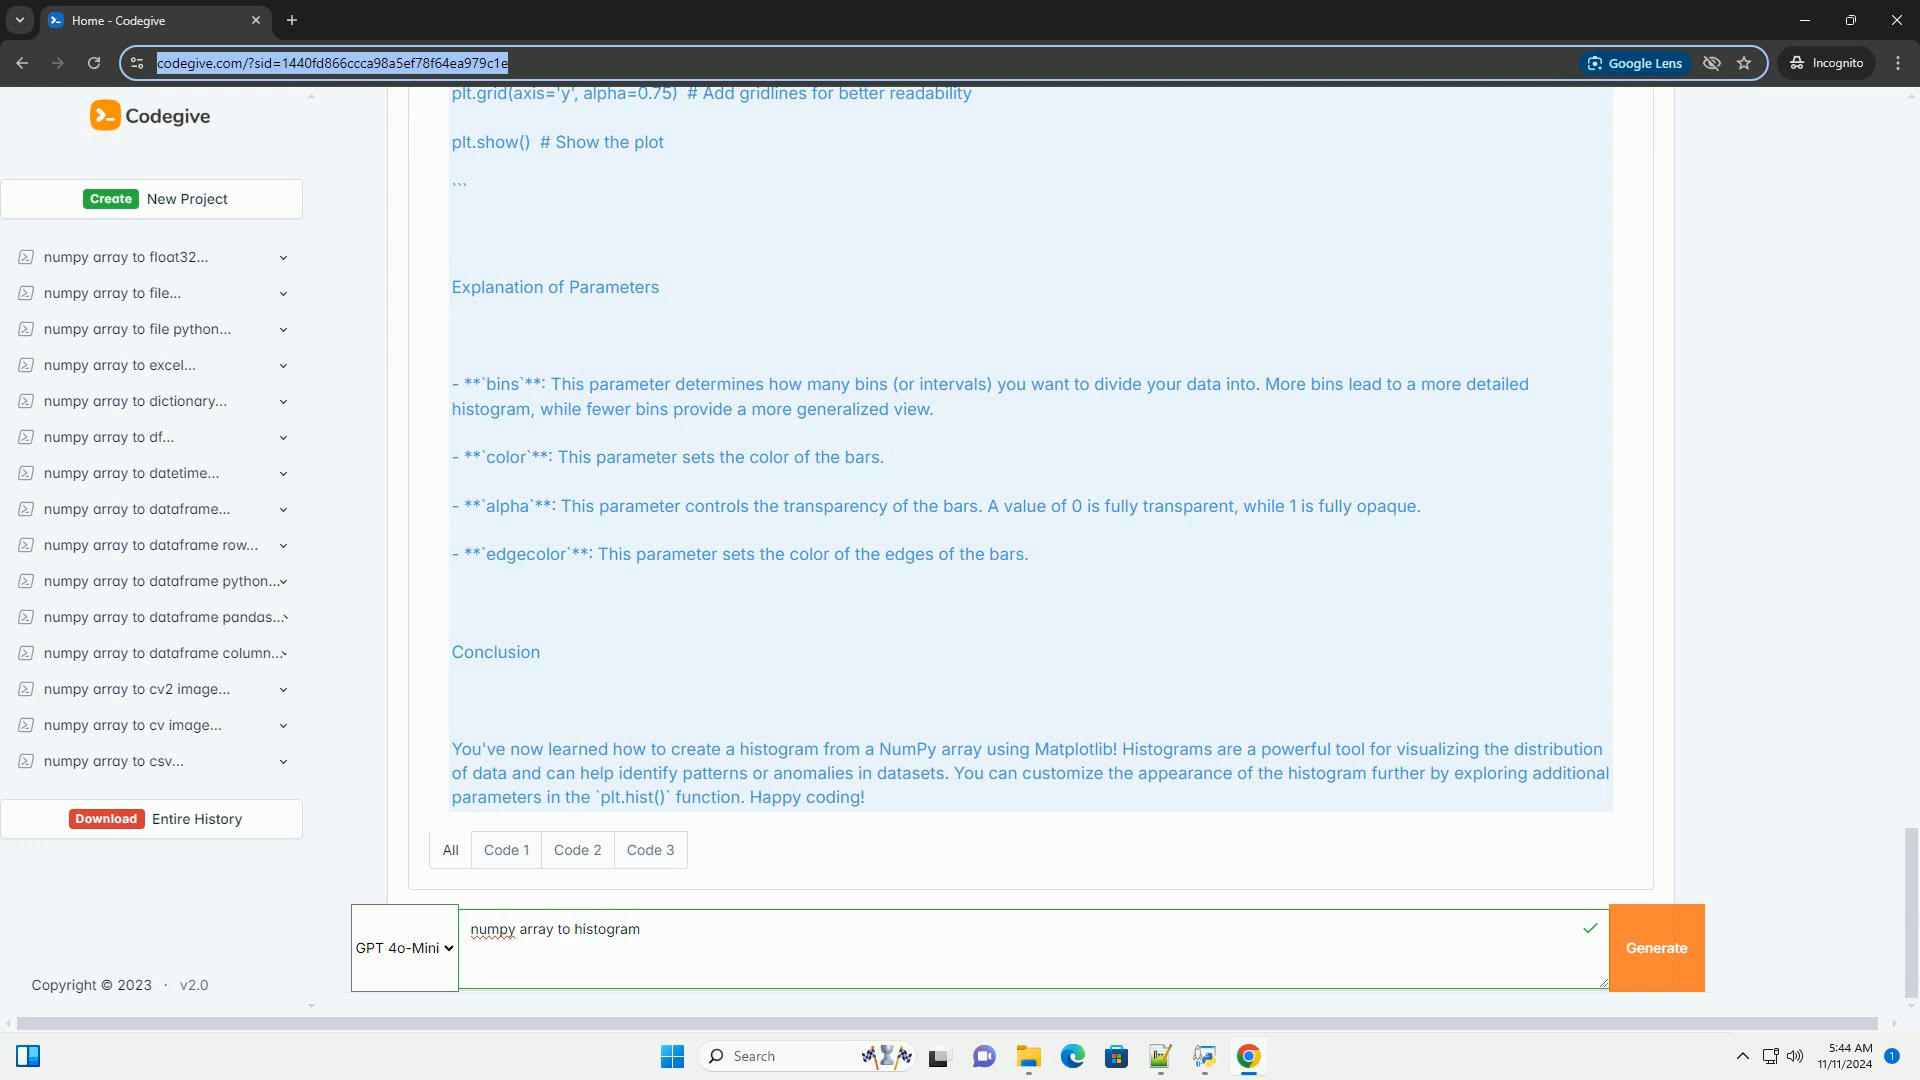 Home - Codegive
codegive.com/?sid=1440fd866ccca98a5ef78f64ea979c1e
Google Lens
Incognito
Codegive
Create New Project
numpy array to float32...
numpy array to file...
numpy array to file python...
numpy array to excel...
numpy array to dictionary...
numpy array to df...
numpy array to datetime...
numpy array to dataframe...
numpy array to dataframe row...
numpy array to dataframe python...
numpy array to dataframe pandas...
numpy array to dataframe column...
numpy array to cv2 image...
numpy array to cv image...
numpy array to csv...
Download Entire History
Copyright © 2023 · v2.0
plt.grid(axis='y', alpha=0.75)  # Add gridlines for better readability
plt.show()  # Show the plot
```
Explanation of Parameters
- **`bins`**: This parameter determines how many bins (or intervals) you want to divide your data into. More bins lead to a more detailed
histogram, while fewer bins provide a more generalized view.
- **`color`**: This parameter sets the color of the bars.
- **`alpha`**: This parameter controls the transparency of the bars. A value of 0 is fully transparent, while 1 is fully opaque.
- **`edgecolor`**: This parameter sets the color of the edges of the bars.
Conclusion
You've now learned how to create a histogram from a NumPy array using Matplotlib! Histograms are a powerful tool for visualizing the distribution
of data and can help identify patterns or anomalies in datasets. You can customize the appearance of the histogram further by exploring additional
parameters in the `plt.hist()` function. Happy coding!
All Code 1 Code 2 Code 3
GPT 4o-Mini
numpy array to histogram
Generate
Search
5:44 AM
11/11/2024
1